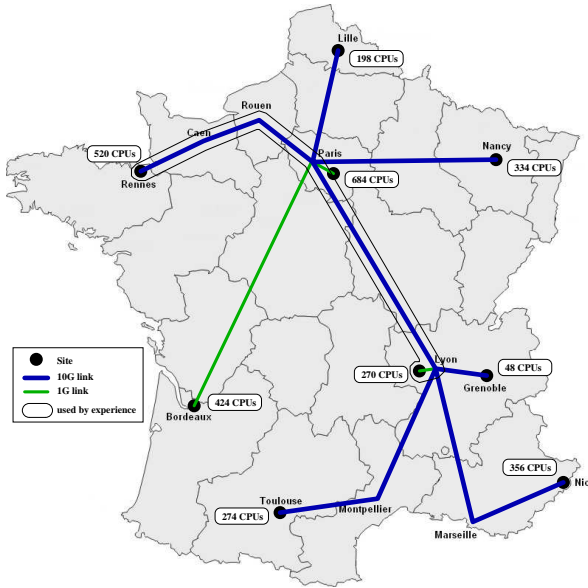 Lille
198 CPUs
Rouen
Caen
520 CPUs
Rennes
Paris
684 CPUs
Nancy
334 CPUs
Site
10G link
1G link
used by experience
Lyon
270 CPUs
48 CPUs
Grenoble
424 CPUs
Bordeaux
356 CPUs
Nic
Toulouse
274 CPUs
Montpellier
Marseille